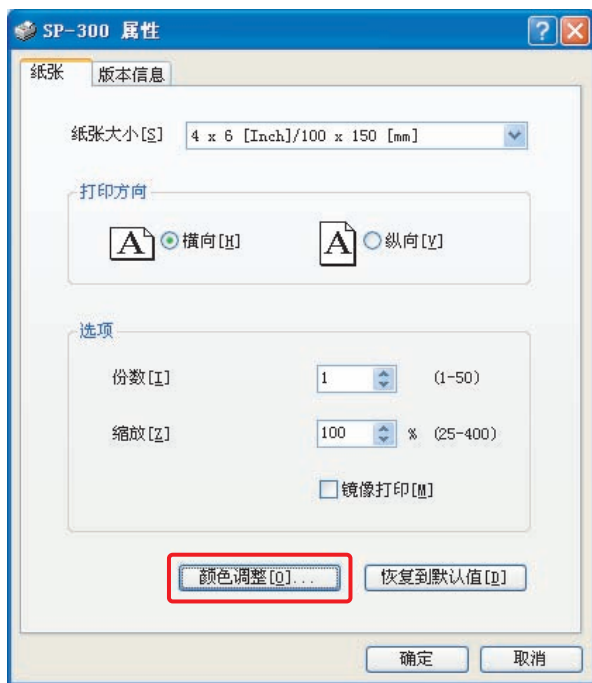 SP-300 属性
纸张 版本信息
纸张大小[S] 4 x 6 [Inch]/100 x 150 [mm]
打印方向
A 横向[H] A 纵向[V]
选项
份数[I] 1 (1-50)
缩放[Z] 100 % (25-400)
镜像打印[M]
颜色调整[O]... 恢复到默认值[D]
确定 取消